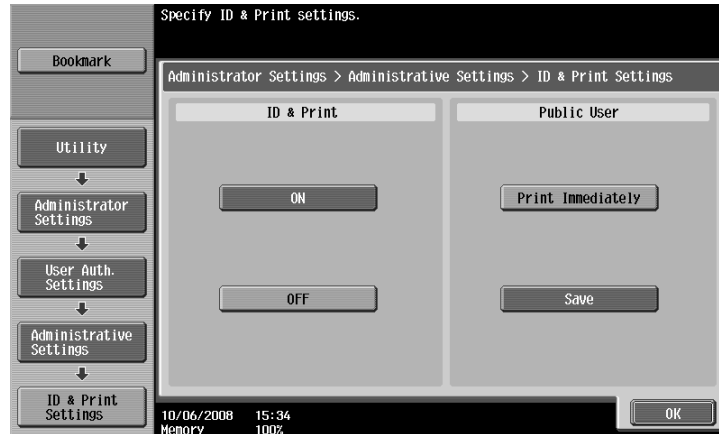 Specify ID & Print settings.
Bookmark
Administrator Settings > Administrative Settings > ID & Print Settings
ID & Print
Public User
Utility
ON
Print Immediately
Administrator
Settings
User Auth.
Settings
OFF
Save
Administrative
Settings
ID & Print
Settings
10/06/2008 15:34
Memory 100%
OK